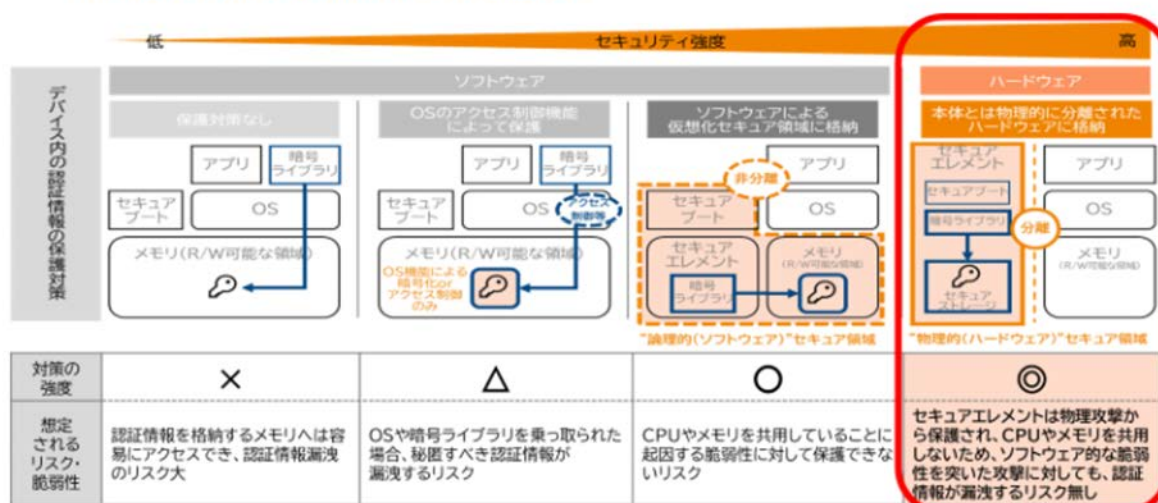 低
セキュリティ強度
高
デバイス内の認証情報の保護対策
ソフトウェア
ハードウェア
保護対策なし
OSのアクセス制御機能
によって保護
ソフトウェアによる
仮想化セキュア領域に格納
本体とは物理的に分離された
ハードウェアに格納
アプリ
暗号
ライブラリ
セキュア
ブート
OS
メモリ(R/W可能な領域)
アプリ
暗号
ライブラリ
セキュア
ブート
OS
アクセス
制御等
メモリ(R/W可能な領域)
OS機能による
暗号化or
アクセス制御
のみ
アプリ
非分離
セキュア
ブート
OS
セキュア
エレメント
暗号
ライブラリ
メモリ
(R/W可能な領域)
"論理的(ソフトウェア)"セキュア領域
セキュア
エレメント
セキュアブート
暗号ライブラリ
セキュア
ストレージ
分離
アプリ
OS
メモリ
(R/W可能な領域)
"物理的(ハードウェア)"セキュア領域
対策の
強度
×
△
○
◎
想定
される
リスク・
脆弱性
認証情報を格納するメモリへは容
易にアクセスでき、認証情報漏洩
のリスク大
OSや暗号ライブラリを乗っ取られた
場合、秘匿すべき認証情報が
漏洩するリスク
CPUやメモリを共用していることに
起因する脆弱性に対して保護できな
いリスク
セキュアエレメントは物理攻撃か
ら保護され、CPUやメモリを共用
しないため、ソフトウェア的な脆弱
性を突いた攻撃に対しても、認証
情報が漏洩するリスク無し